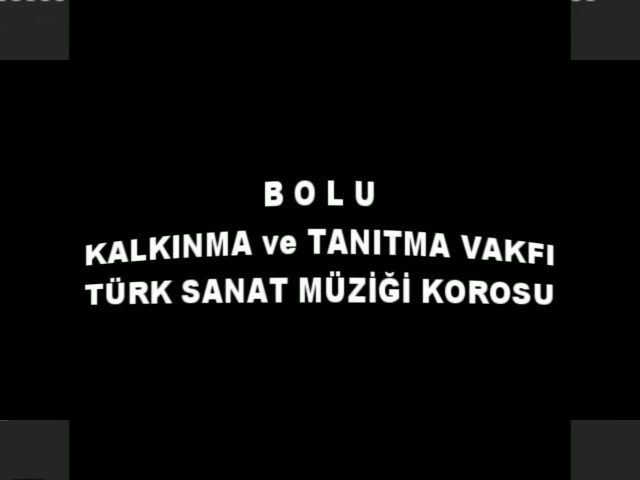 B O L U
KALKINMA ve TANITMA VAKFI
TÜRK SANAT MÜZİĞİ KOROSU